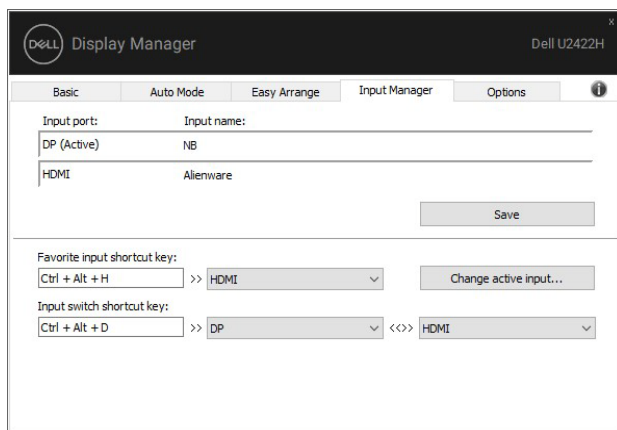 x
DELL Display Manager Dell U2422H
Basic Auto Mode Easy Arrange Input Manager Options i
Input port: Input name:
DP (Active) NB
HDMI Alienware
Save
Favorite input shortcut key:
Ctrl + Alt + H >> HDMI Change active input...
Input switch shortcut key:
Ctrl + Alt + D >> DP <<>> HDMI